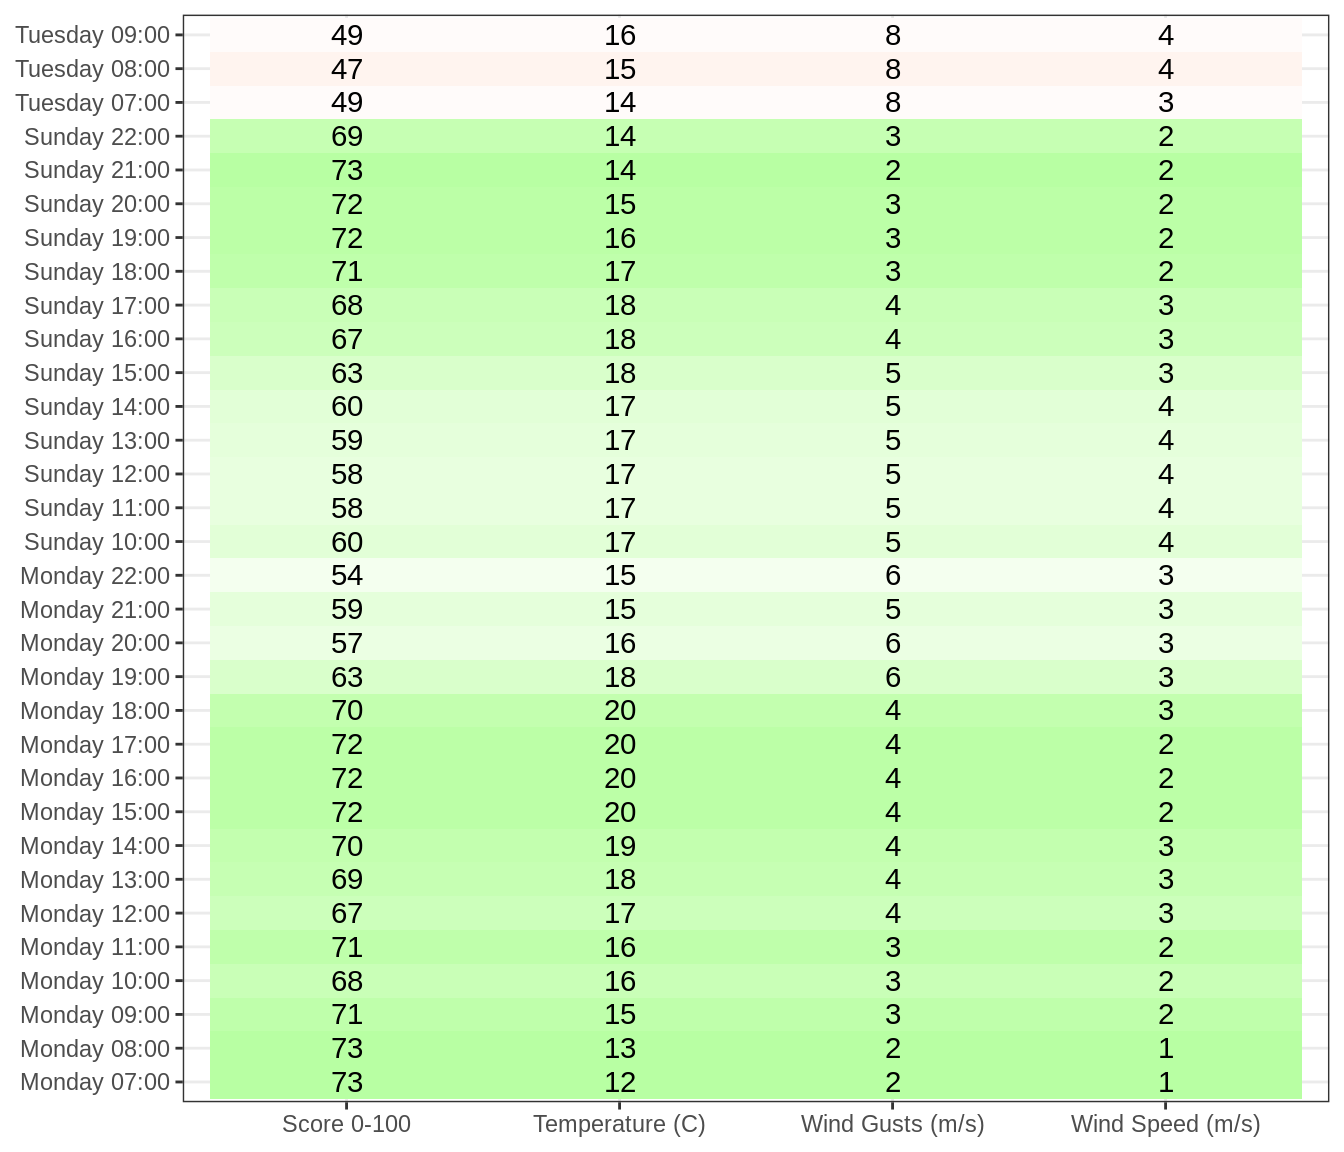 Tuesday 09:00 49 16 8 4
Tuesday 08:00 47 15 8 4
Tuesday 07:00 49 14 8 3
Sunday 22:00 69 14 3 2
Sunday 21:00 73 14 2 2
Sunday 20:00 72 15 3 2
Sunday 19:00 72 16 3 2
Sunday 18:00 71 17 3 2
Sunday 17:00 68 18 4 3
Sunday 16:00 67 18 4 3
Sunday 15:00 63 18 5 3
Sunday 14:00 60 17 5 4
Sunday 13:00 59 17 5 4
Sunday 12:00 58 17 5 4
Sunday 11:00 58 17 5 4
Sunday 10:00 60 17 5 4
Monday 22:00 54 15 6 3
Monday 21:00 59 15 5 3
Monday 20:00 57 16 6 3
Monday 19:00 63 18 6 3
Monday 18:00 70 20 4 3
Monday 17:00 72 20 4 2
Monday 16:00 72 20 4 2
Monday 15:00 72 20 4 2
Monday 14:00 70 19 4 3
Monday 13:00 69 18 4 3
Monday 12:00 67 17 4 3
Monday 11:00 71 16 3 2
Monday 10:00 68 16 3 2
Monday 09:00 71 15 3 2
Monday 08:00 73 13 2 1
Monday 07:00 73 12 2 1
Score 0-100 Temperature (C) Wind Gusts (m/s) Wind Speed (m/s)